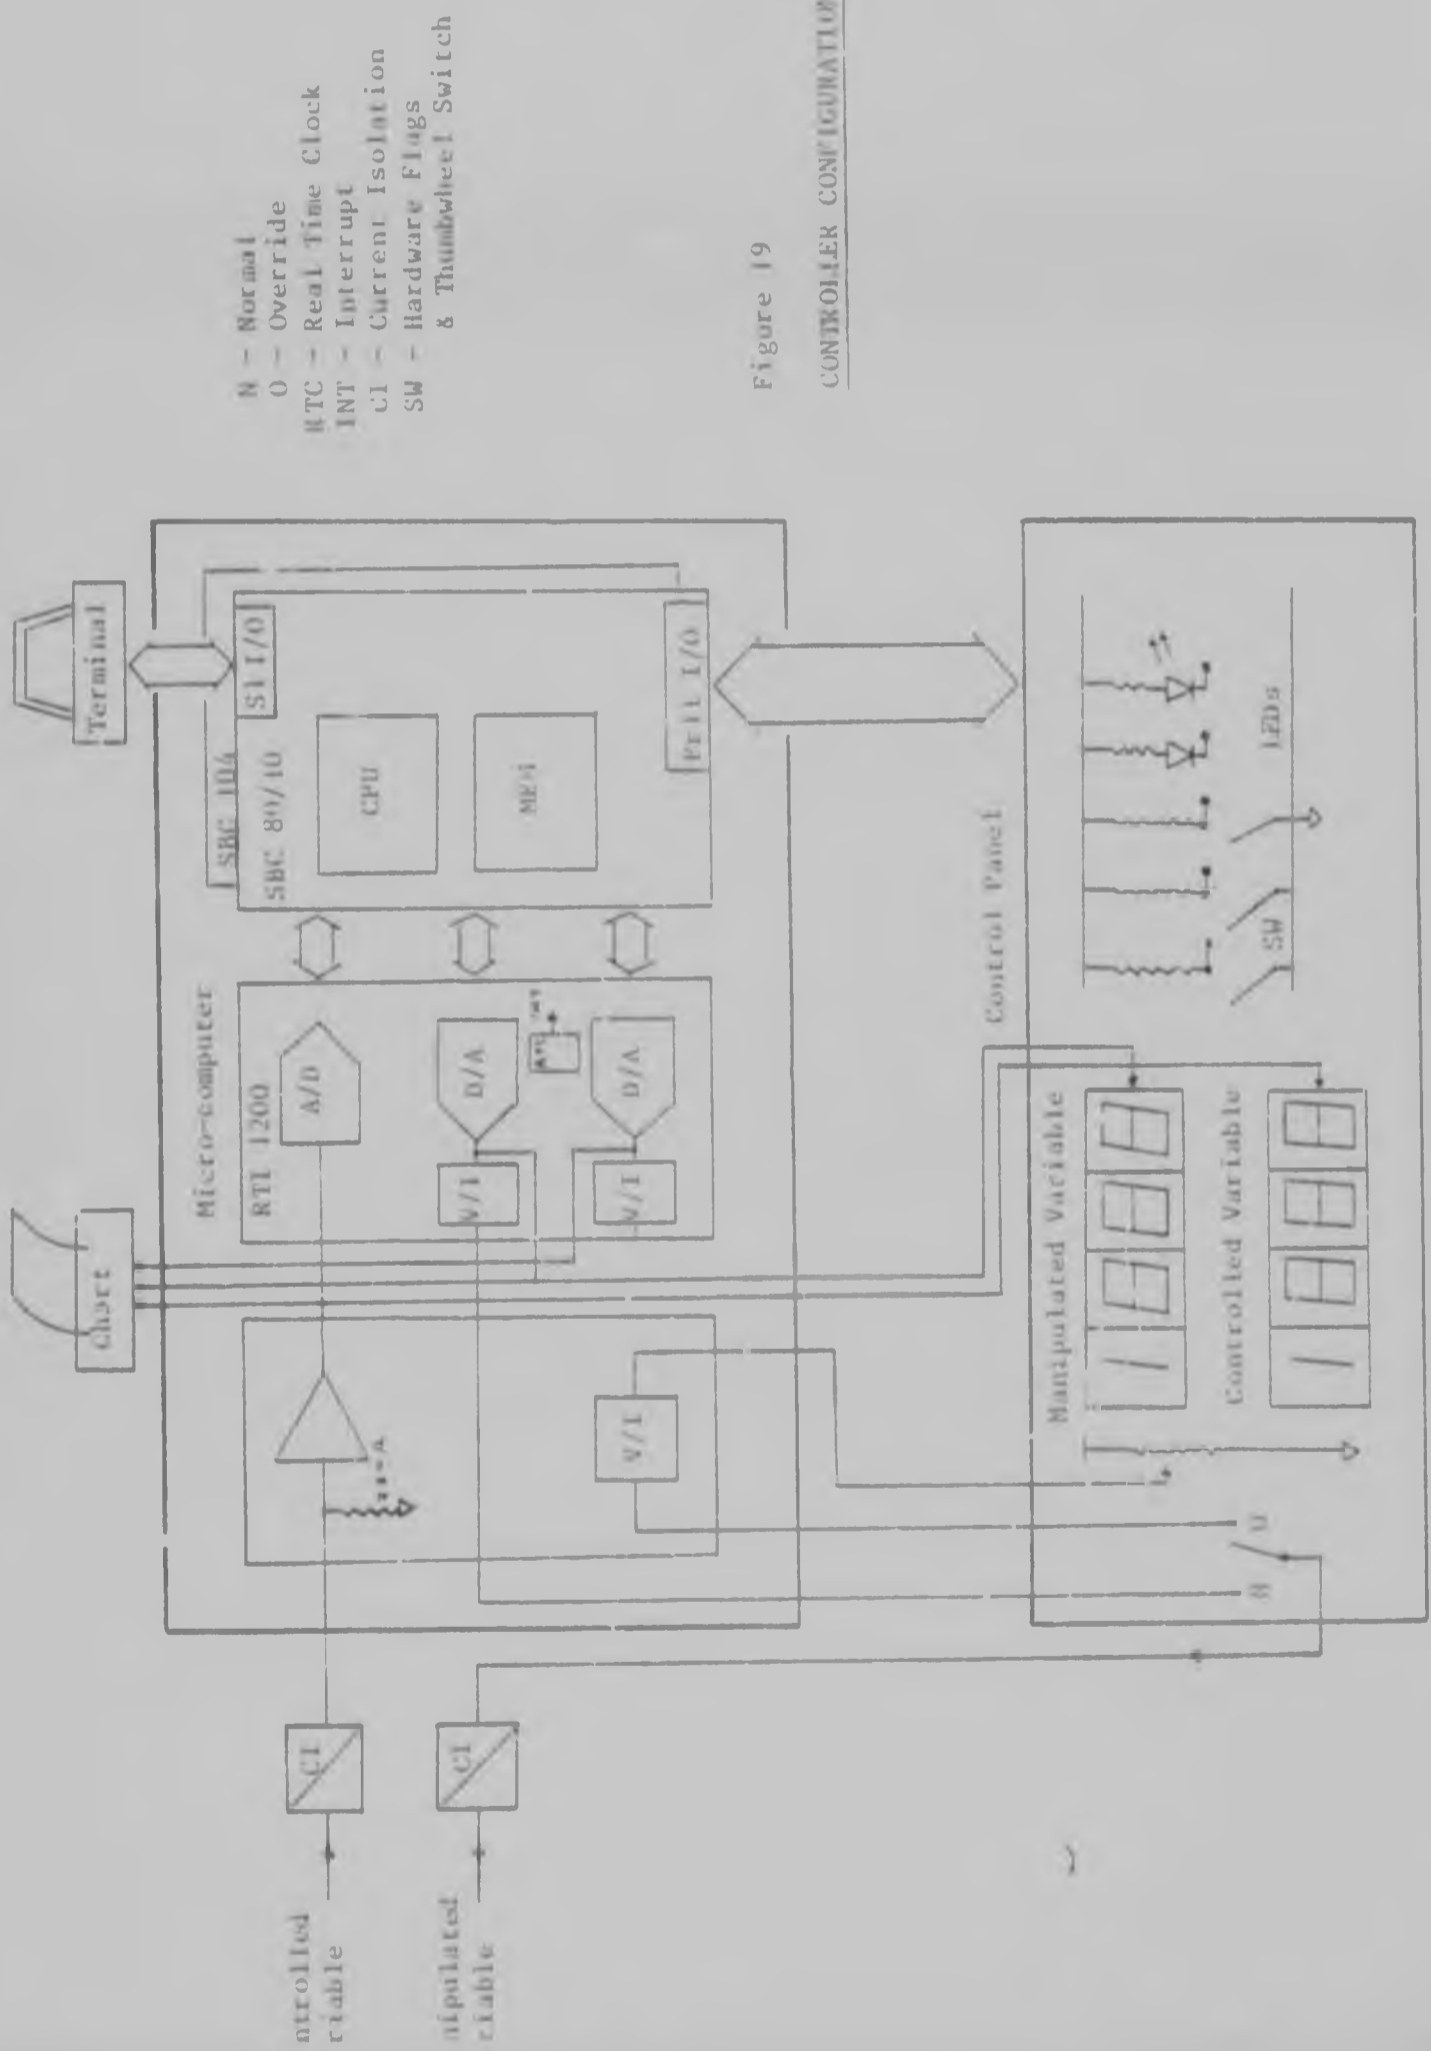 Chart
Terminal
Micro-computer
RTI 1200
A/D
D/A
D/A
V/I
V/I
V/I
SBC 104
SBC 80/10
CPU
MEM
Sl I/O
Prll I/O
CI
CI
ntrolled
riable
nipulated
riable
Control Panel
Manipulated Variable
Controlled Variable
N
O
SW
LEDs
N - Normal
O - Override
RTC - Real Time Clock
INT - Interrupt
CI - Current Isolation
SW - Hardware Flags
& Thumbwheel Switch
Figure 19
CONTROLLER CONFIGURATION